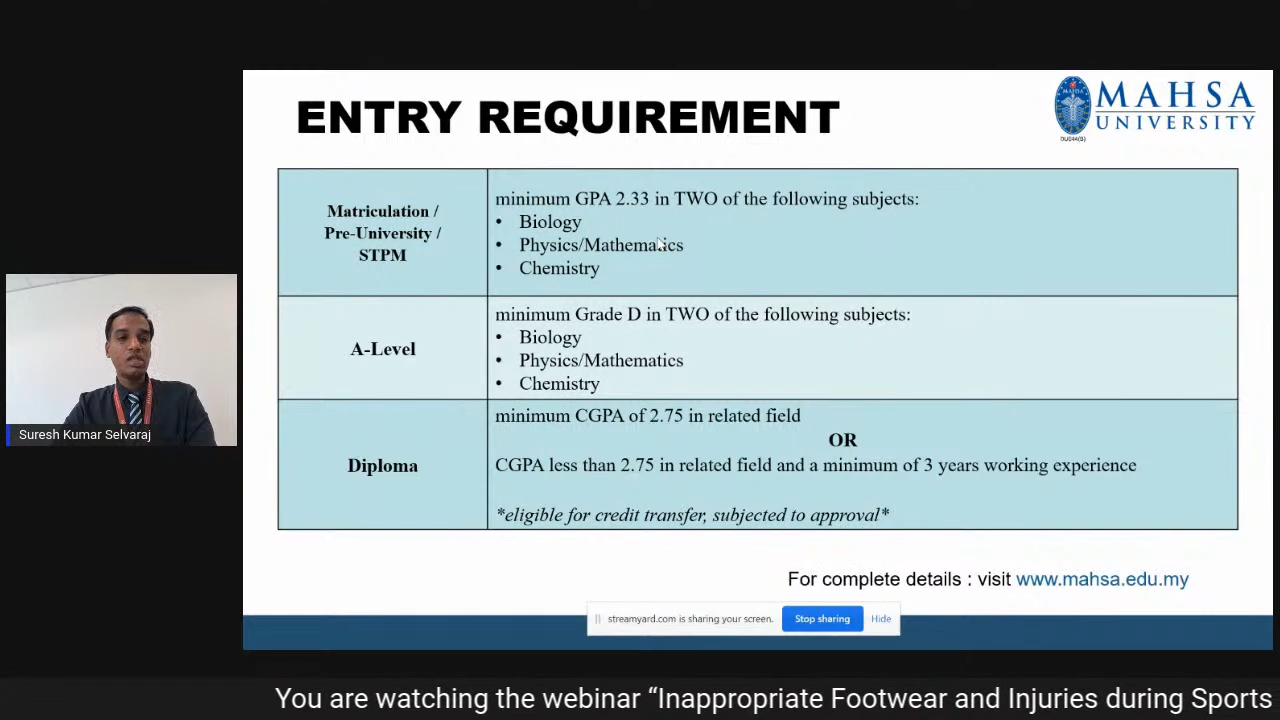 ENTRY REQUIREMENT
MAHSA
UNIVERSITY
DU044(B)
Matriculation /
Pre-University /
STPM
minimum GPA 2.33 in TWO of the following subjects:
• Biology
• Physics/Mathematics
• Chemistry
A-Level
minimum Grade D in TWO of the following subjects:
• Biology
• Physics/Mathematics
• Chemistry
Diploma
minimum CGPA of 2.75 in related field
OR
CGPA less than 2.75 in related field and a minimum of 3 years working experience
*eligible for credit transfer, subjected to approval*
Suresh Kumar Selvaraj
For complete details : visit www.mahsa.edu.my
streamyard.com is sharing your screen.
Stop sharing
Hide
You are watching the webinar “Inappropriate Footwear and Injuries during Sports